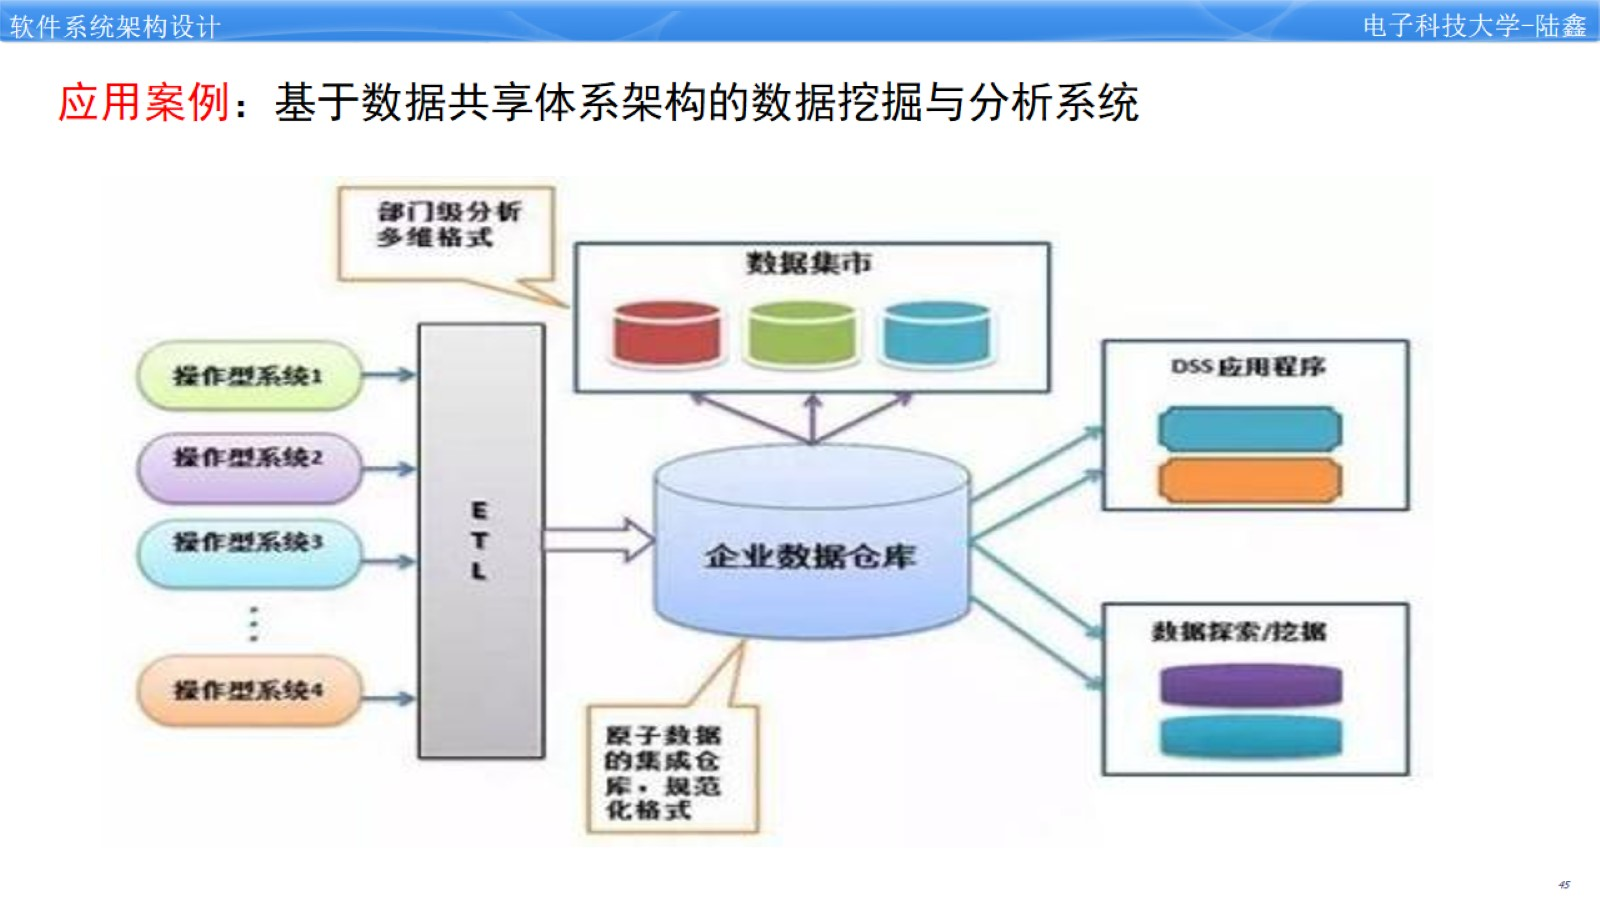 软件系统架构设计
电子科技大学-陆鑫
应用案例：基于数据共享体系架构的数据挖掘与分析系统
部门级分析
多维格式
数据集市
操作型系统1
操作型系统2
操作型系统3
操作型系统4
E
T
L
企业数据仓库
DSS应用程序
数据探索/挖掘
原子数据
的集成仓
库，规范
化格式
45